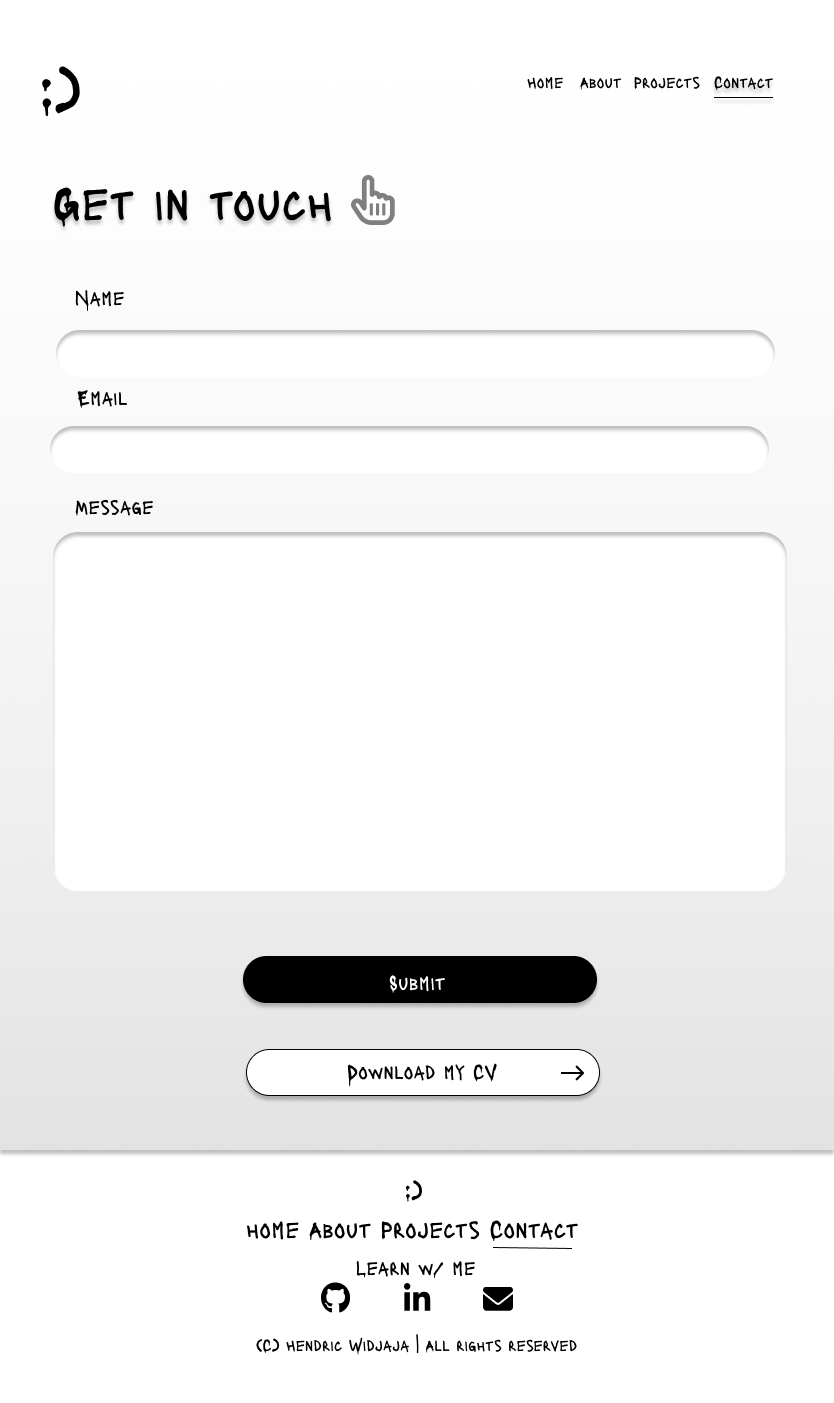 ;)
Home About Projects Contact
Get in touch
Name
Email
Message
Submit
Download my CV
;)
Home About Projects Contact
Learn w/ me
in
(C) Hendric Widjaja | All rights reserved